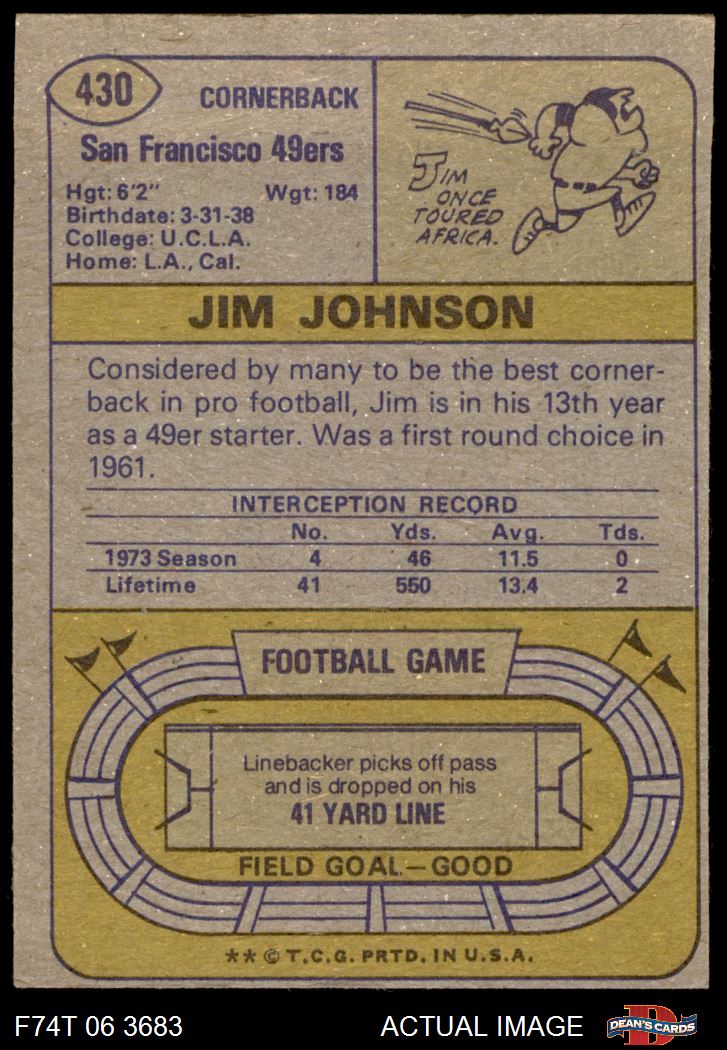 430
CORNERBACK
San Francisco 49ers
Hgt: 6'2" Wgt: 184
Birthdate: 3-31-38
College: U.C.L.A.
Home: L.A., Cal.
JIM
ONCE
TOURED
AFRICA.
JIM JOHNSON
Considered by many to be the best corner-
back in pro football, Jim is in his 13th year
as a 49er starter. Was a first round choice in
1961.
INTERCEPTION RECORD
No. Yds. Avg. Tds.
1973 Season 4 46 11.5 0
Lifetime 41 550 13.4 2
FOOTBALL GAME
Linebacker picks off pass
and is dropped on his
41 YARD LINE
FIELD GOAL—GOOD
** © T.C.G. PRTD. IN U.S.A.
F74T 06 3683 ACTUAL IMAGE
D
DEAN'S CARDS